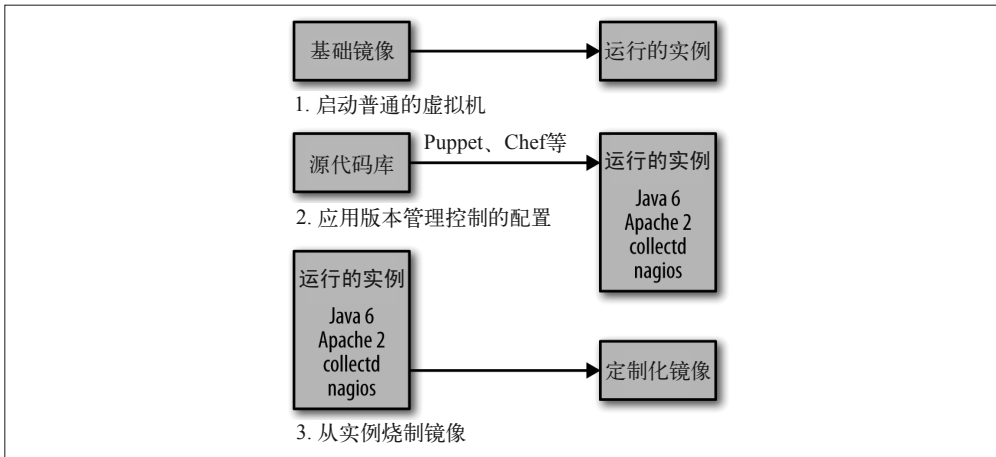 基础镜像
运行的实例
1. 启动普通的虚拟机
源代码库
Puppet、Chef等
运行的实例
Java 6
Apache 2
collectd
nagios
2. 应用版本管理控制的配置
运行的实例
Java 6
Apache 2
collectd
nagios
定制化镜像
3. 从实例烧制镜像